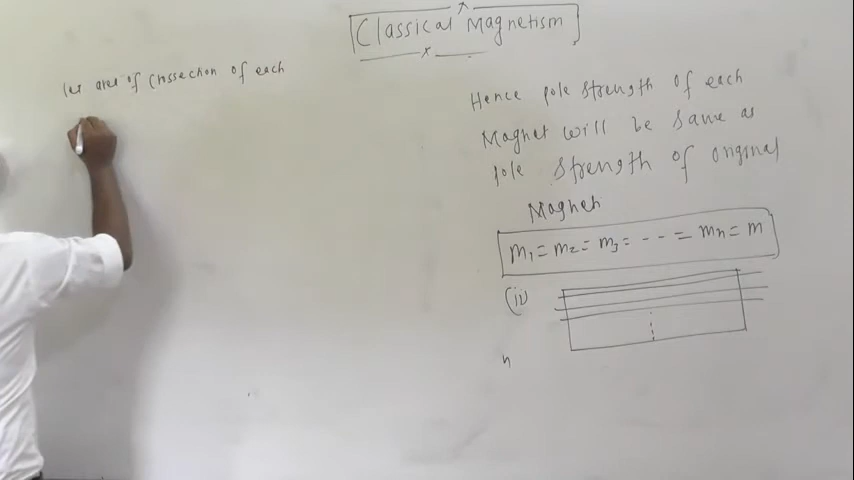 Classical Magnetism
let area of crossection of each
Hence pole strength of each
Magnet will be same as
pole strength of original
Magnet
m₁ = m₂ = m₃ = -- - = mn = m
(ii)
n